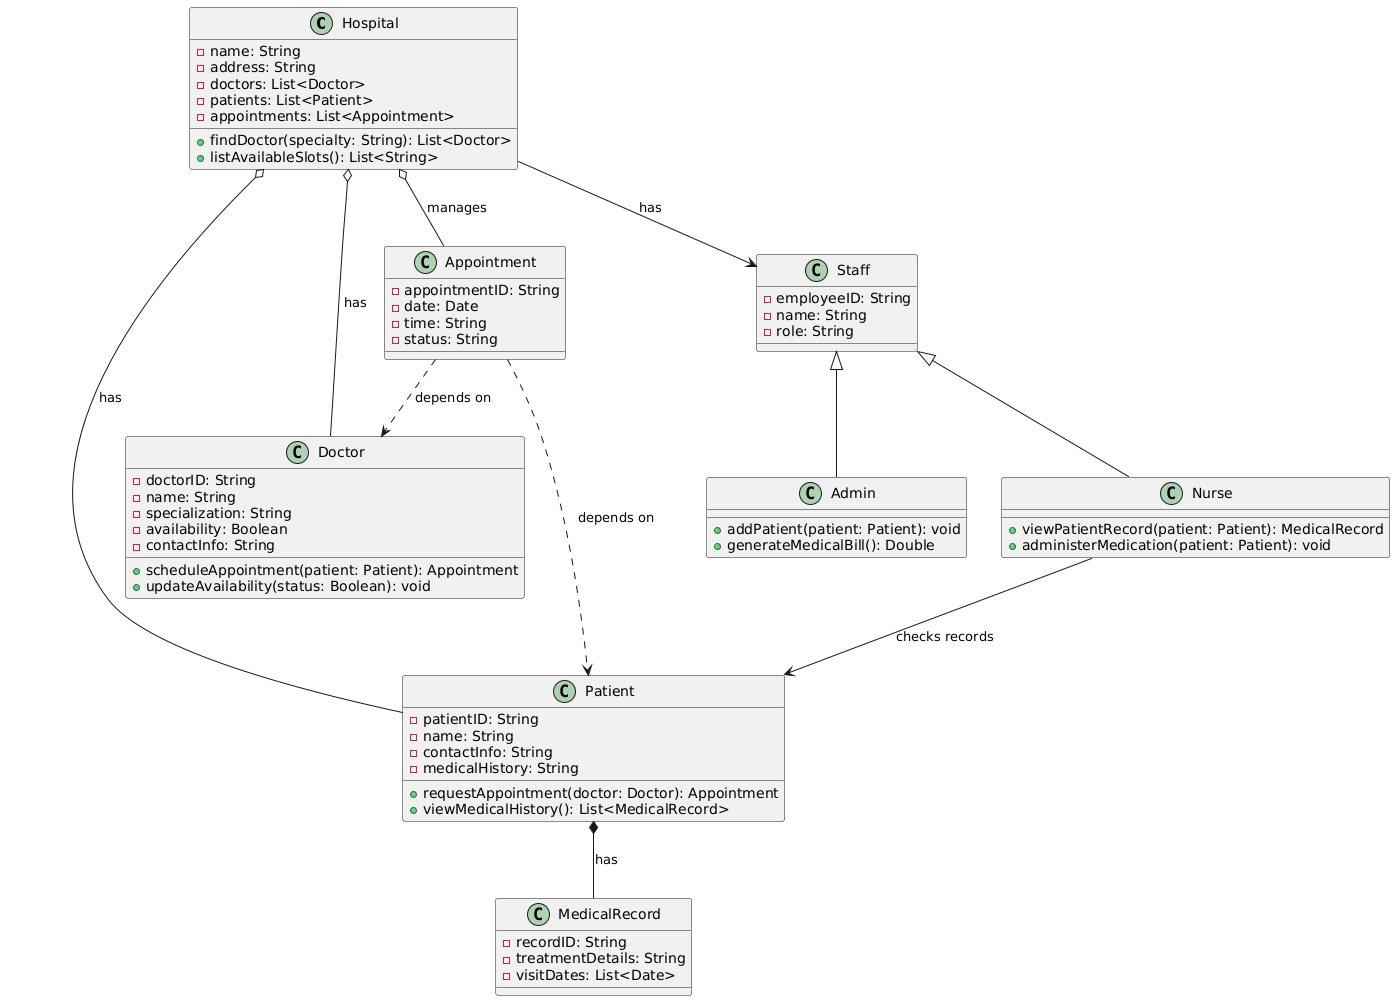 C Hospital
name: String
address: String
doctors: List<Doctor>
patients: List<Patient>
appointments: List<Appointment>
findDoctor(specialty: String): List<Doctor>
listAvailableSlots(): List<String>
manages
has
C Appointment
appointmentID: String
date: Date
time: String
status: String
C Staff
employeeID: String
name: String
role: String
has
has
depends on
C Doctor
doctorID: String
name: String
specialization: String
availability: Boolean
contactInfo: String
scheduleAppointment(patient: Patient): Appointment
updateAvailability(status: Boolean): void
depends on
C Admin
addPatient(patient: Patient): void
generateMedicalBill(): Double
C Nurse
viewPatientRecord(patient: Patient): MedicalRecord
administerMedication(patient: Patient): void
checks records
C Patient
patientID: String
name: String
contactInfo: String
medicalHistory: String
requestAppointment(doctor: Doctor): Appointment
viewMedicalHistory(): List<MedicalRecord>
has
C MedicalRecord
recordID: String
treatmentDetails: String
visitDates: List<Date>